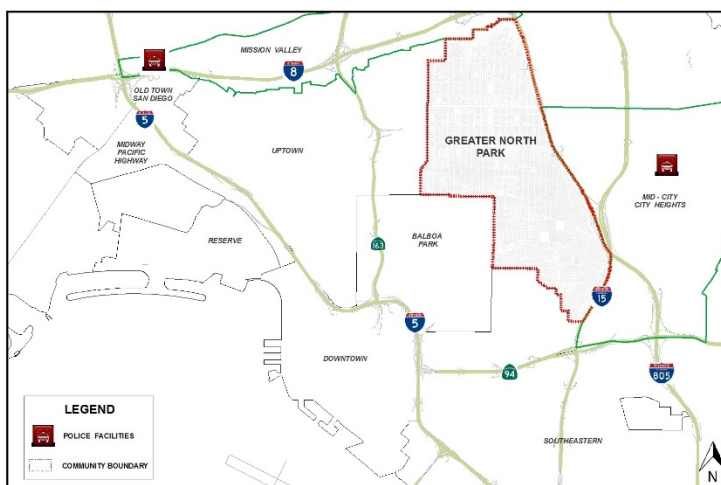 MISSION VALLEY
8
OLD TOWN
SAN DIEGO
5
MIDWAY
PACIFIC
HIGHWAY
UPTOWN
GREATER NORTH
PARK
MID - CITY
CITY HEIGHTS
RESERVE
163
BALBOA
PARK
15
5
DOWNTOWN
94
805
LEGEND
POLICE FACILITIES
COMMUNITY BOUNDARY
SOUTHEASTERN
N